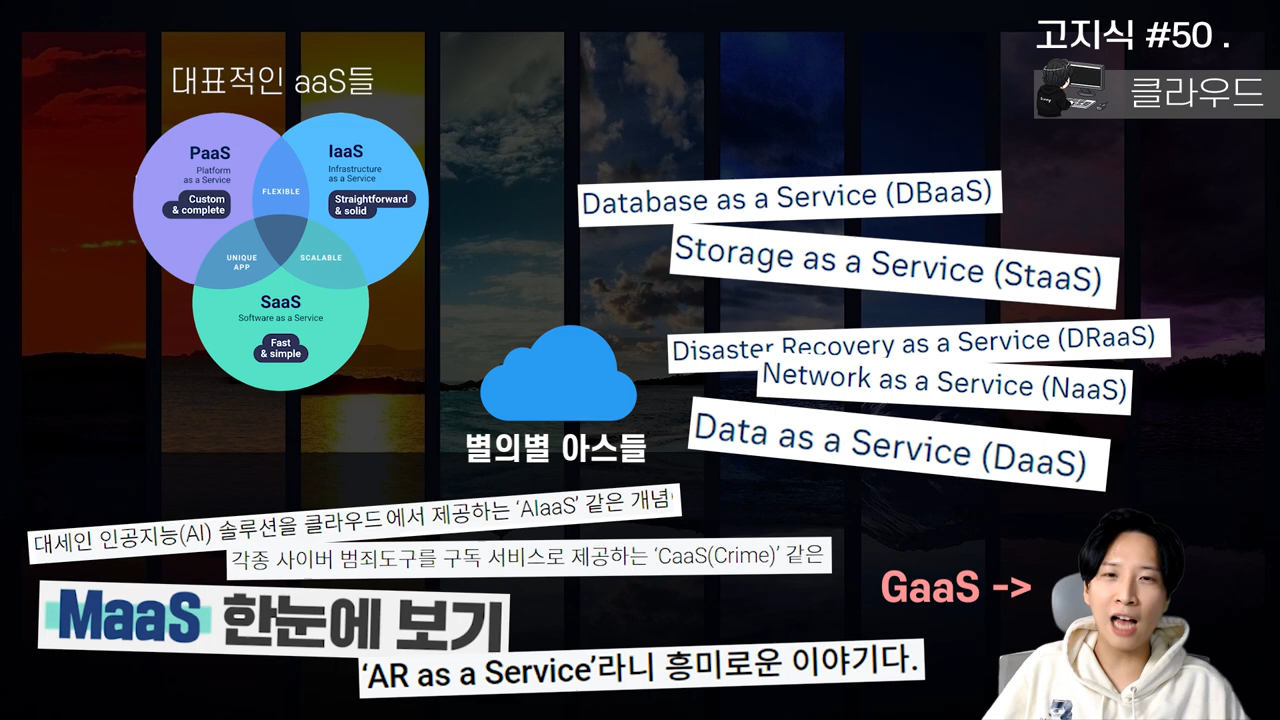 고지식 #50 .
클라우드
대표적인 aaS들
PaaS
Platform
as a Service
Custom
& complete
IaaS
Infrastructure
as a Service
Straightforward
& solid
FLEXIBLE
UNIQUE
APP
SCALABLE
SaaS
Software as a Service
Fast
& simple
Database as a Service (DBaaS)
Storage as a Service (StaaS)
Disaster Recovery as a Service (DRaaS)
Network as a Service (NaaS)
Data as a Service (DaaS)
별의별 아스들
대세인 인공지능(AI) 솔루션을 클라우드에서 제공하는 ‘AIaaS’ 같은 개념
각종 사이버 범죄도구를 구독 서비스로 제공하는 ‘CaaS(Crime)’ 같은
MaaS 한눈에 보기
‘AR as a Service’라니 흥미로운 이야기다.
GaaS ->